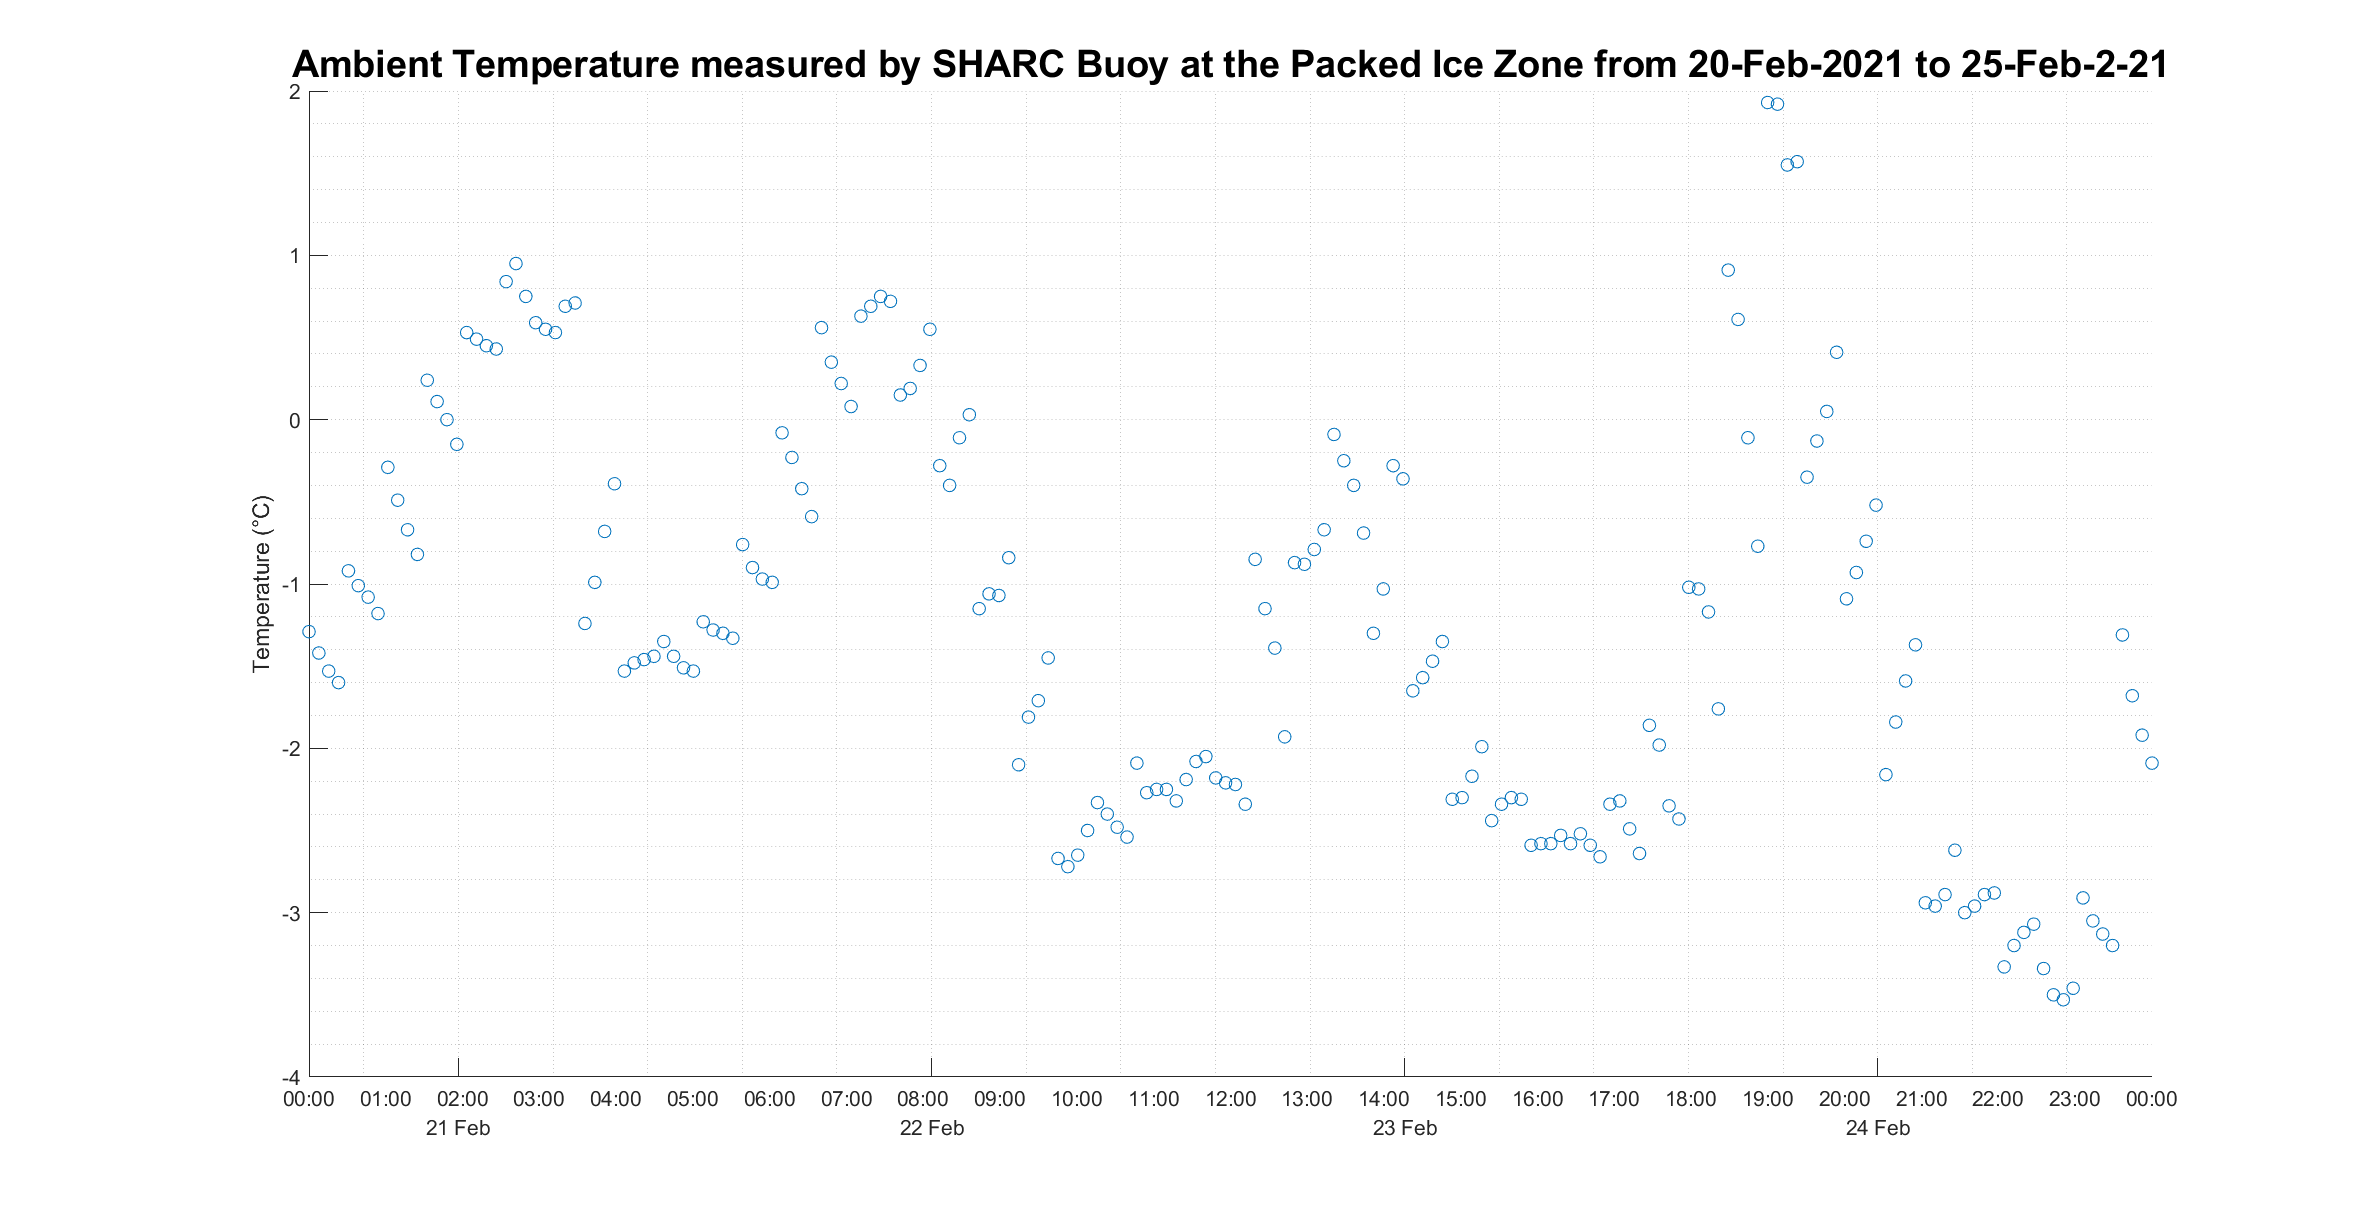 Ambient Temperature measured by SHARC Buoy at the Packed Ice Zone from 20-Feb-2021 to 25-Feb-2-21
2
1
0
-1
-2
-3
-4
Temperature (°C)
00:00 01:00 02:00 03:00 04:00 05:00 06:00 07:00 08:00 09:00 10:00 11:00 12:00 13:00 14:00 15:00 16:00 17:00 18:00 19:00 20:00 21:00 22:00 23:00 00:00
21 Feb 22 Feb 23 Feb 24 Feb